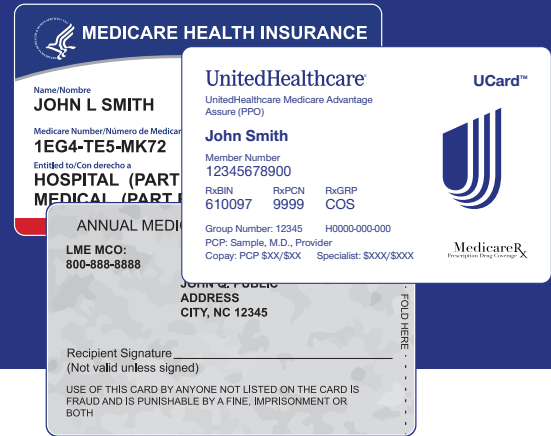 MEDICARE HEALTH INSURANCE
Name/Nombre
JOHN L SMITH
Medicare Number/Número de Medicar
1EG4-TE5-MK72
Entitled to/Con derecho a
HOSPITAL (PART
MEDICAL (PART
UnitedHealthcare®
UCard™
UnitedHealthcare Medicare Advantage
Assure (PPO)
John Smith
Member Number
12345678900
RxBIN RxPCN RxGRP
610097 9999 COS
Group Number: 12345 H0000-000-000
PCP: Sample, M.D., Provider
Copay: PCP $XX/$XX Specialist: $XXX/$XXX
MedicareRx
Prescription Drug Coverage
ANNUAL MEDIC
LME MCO:
800-888-8888
JOHN Q. PUBLIC
ADDRESS
CITY, NC 12345
FOLD HERE
Recipient Signature
(Not valid unless signed)
USE OF THIS CARD BY ANYONE NOT LISTED ON THE CARD IS
FRAUD AND IS PUNISHABLE BY A FINE, IMPRISONMENT OR
BOTH